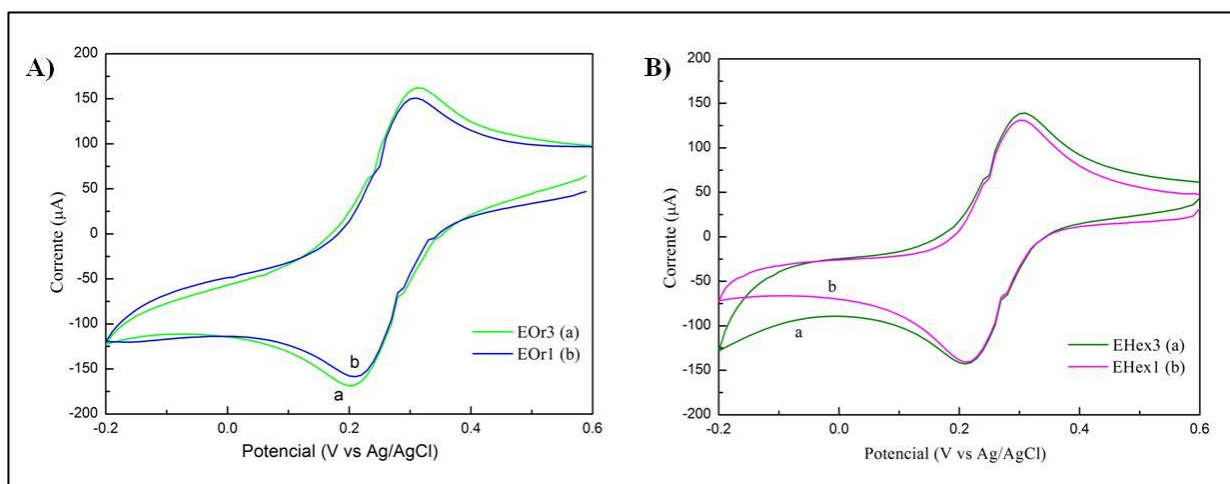 A)
Corrente (µA)
200
150
100
50
0
-50
-100
-150
-200
-0.2
0.0
0.2
0.4
0.6
Potencial (V vs Ag/AgCl)
b
a
EOr3 (a)
EOr1 (b)
B)
Corrente (µA)
200
150
100
50
0
-50
-100
-150
-200
-0.2
0.0
0.2
0.4
0.6
Potencial (V vs Ag/AgCl)
b
a
EHex3 (a)
EHex1 (b)